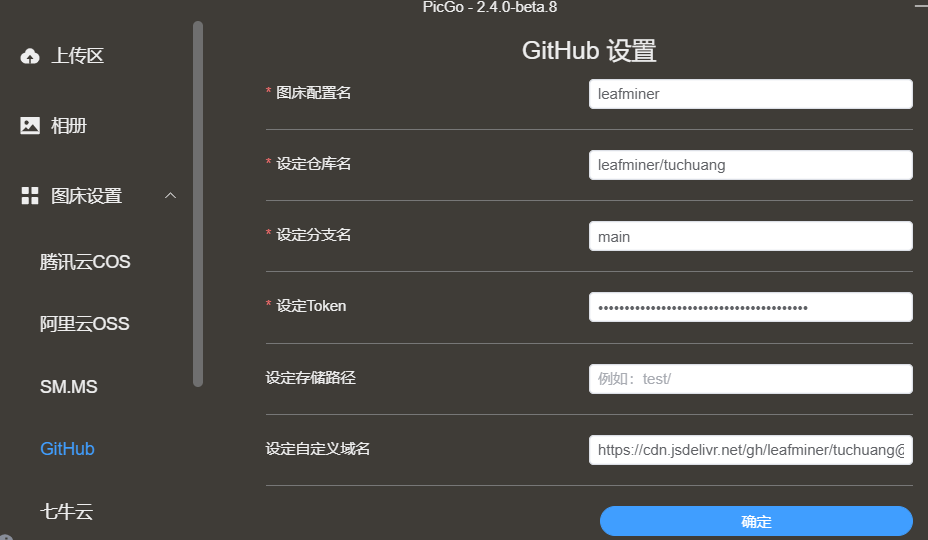 PicGo - 2.4.0-beta.8
上传区
相册
图床设置
腾讯云COS
阿里云OSS
SM.MS
GitHub
七牛云
GitHub 设置
* 图床配置名
leafminer
* 设定仓库名
leafminer/tuchuang
* 设定分支名
main
* 设定Token
••••••••••••••••••••••••••••••••••••••••
设定存储路径
例如：test/
设定自定义域名
https://cdn.jsdelivr.net/gh/leafminer/tuchuang@
确定